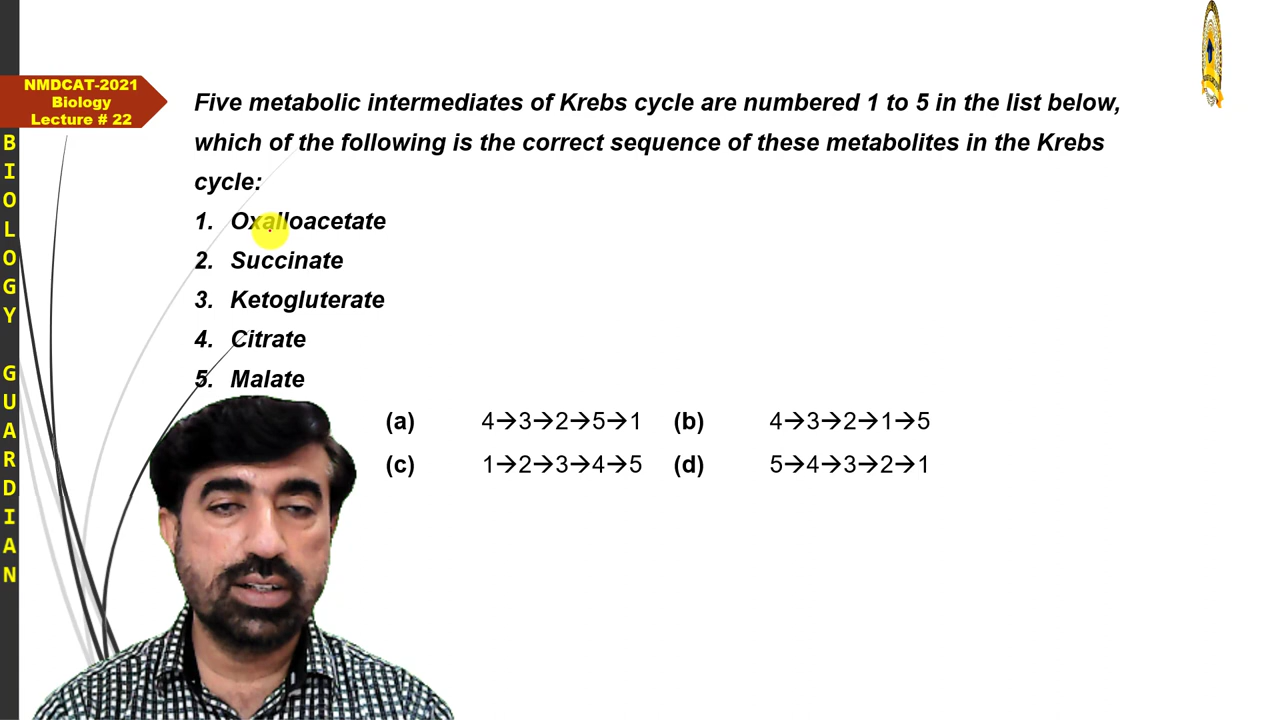 NMDCAT-2021
Biology
Lecture # 22
BIOLOGY GUARDIAN
Five metabolic intermediates of Krebs cycle are numbered 1 to 5 in the list below,
which of the following is the correct sequence of these metabolites in the Krebs
cycle:
1. Oxalloacetate
2. Succinate
3. Ketogluterate
4. Citrate
5. Malate
(a) 4→3→2→5→1 (b) 4→3→2→1→5
(c) 1→2→3→4→5 (d) 5→4→3→2→1